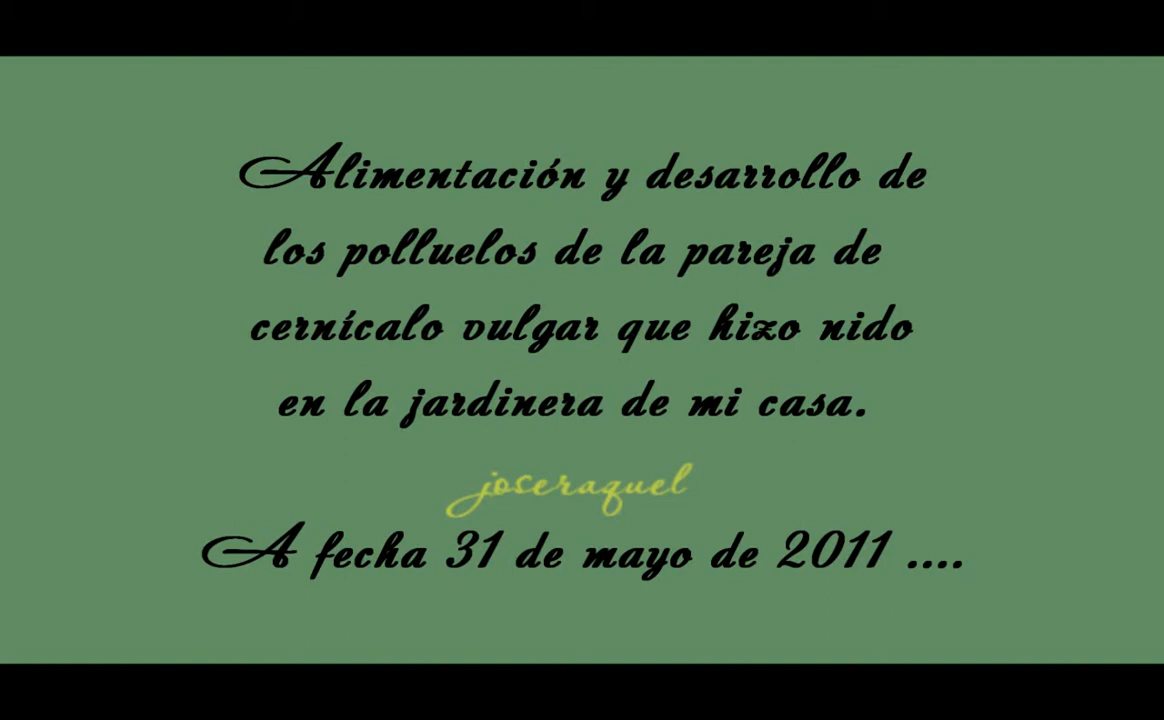 Alimentación y desarrollo de
los polluelos de la pareja de
cernícalo vulgar que hizo nido
en la jardinera de mi casa.
joseraquel
A fecha 31 de mayo de 2011 ....